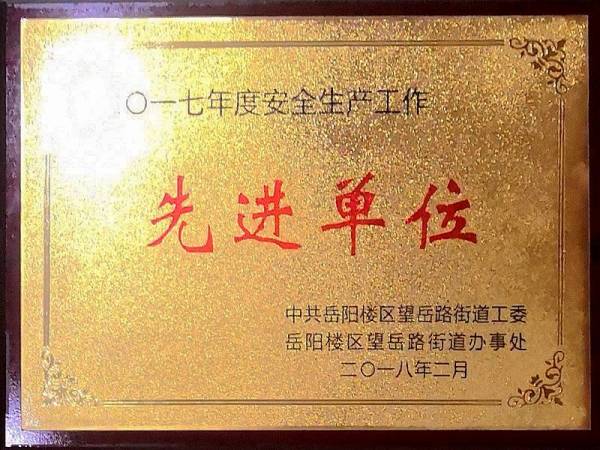 〇一七年度安全生产工作
先进单位
中共岳阳楼区望岳路街道工委
岳阳楼区望岳路街道办事处
二〇一八年二月